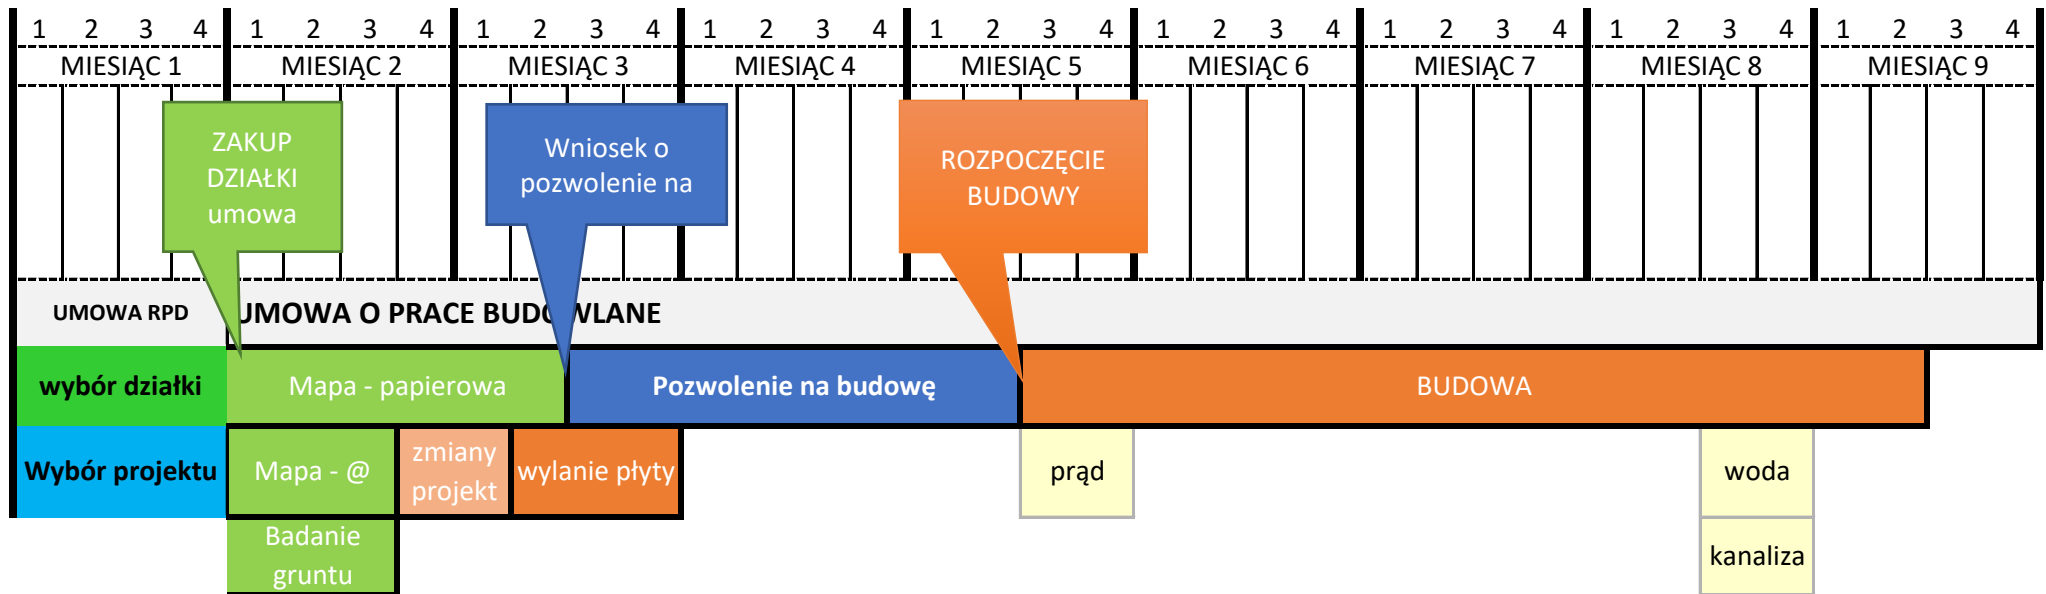 1 2 3 4 1 2 3 4 1 2 3 4 1 2 3 4 1 2 3 4 1 2 3 4 1 2 3 4 1 2 3 4 1 2 3 4
MIESIĄC 1 MIESIĄC 2 MIESIĄC 3 MIESIĄC 4 MIESIĄC 5 MIESIĄC 6 MIESIĄC 7 MIESIĄC 8 MIESIĄC 9
ZAKUP
DZIAŁKI
umowa
Wniosek o
pozwolenie na
ROZPOCZĘCIE
BUDOWY
UMOWA RPD UMOWA O PRACE BUDOWLANE
wybór działki Mapa - papierowa Pozwolenie na budowę BUDOWA
Wybór projektu Mapa - @
zmiany
projekt
wylanie płyty prąd woda
Badanie
gruntu
kanaliza